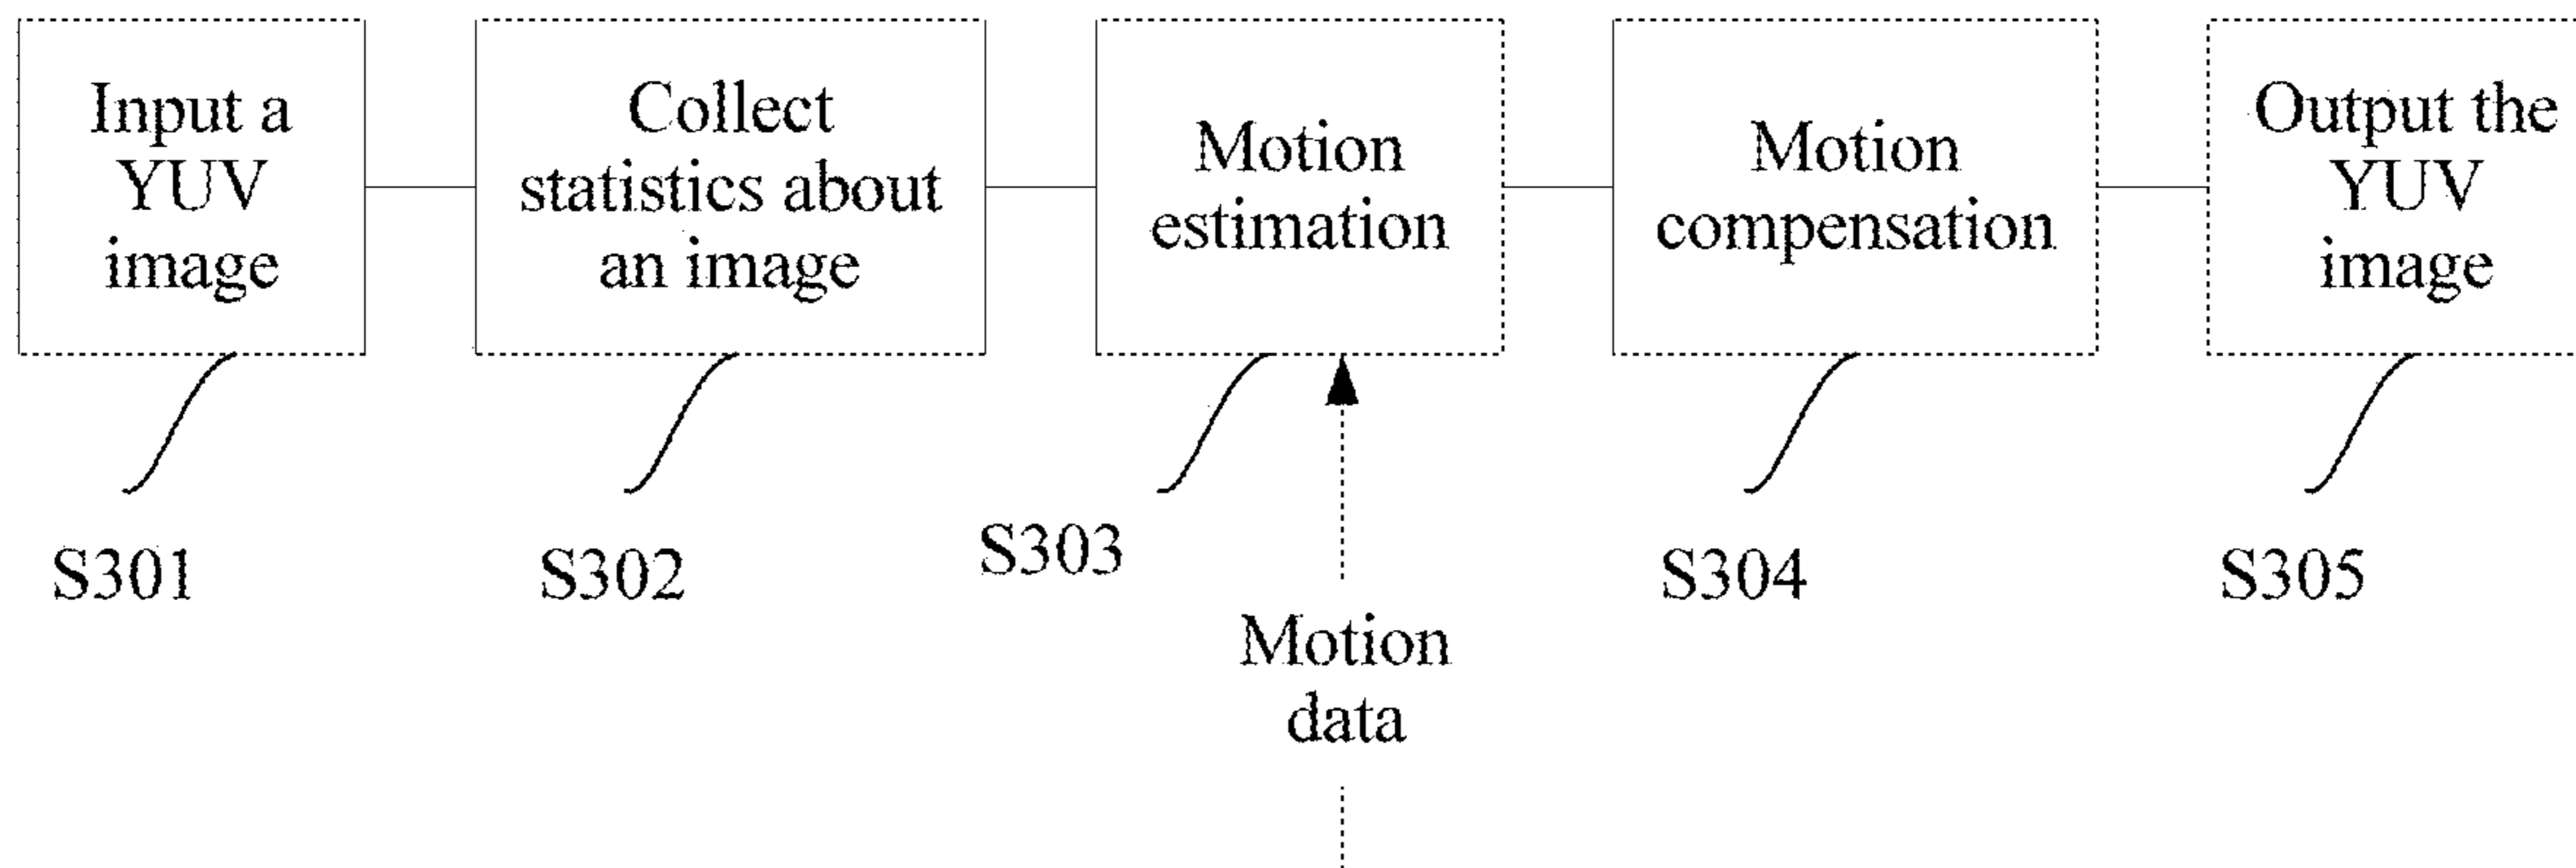 Input a
YUV
image
Collect
statistics about
an image
Motion
estimation
Motion
compensation
Output the
YUV
image
S301
S302
S303
S304
S305
Motion
data